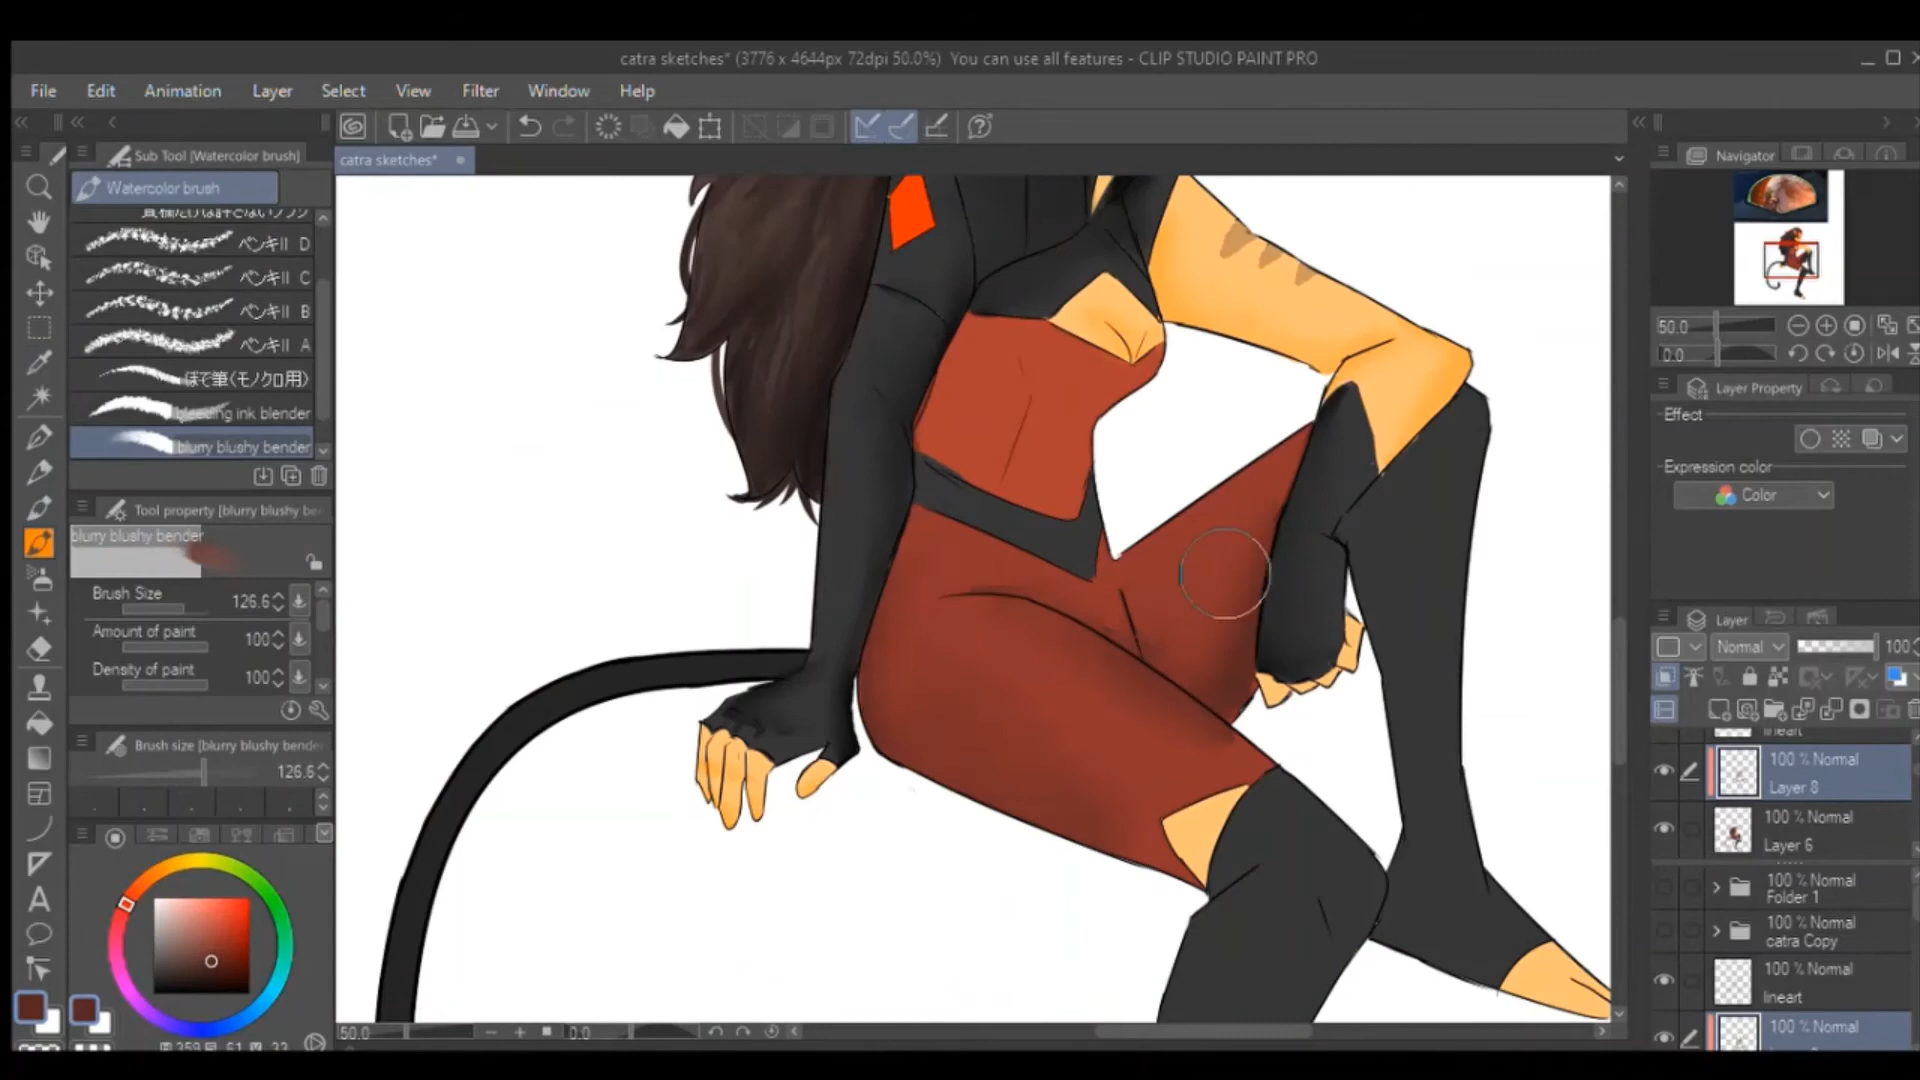 catra sketches* (3776 x 4644px 72dpi 50.0%)  You can use all features - CLIP STUDIO PAINT PRO
File Edit Animation Layer Select View Filter Window Help
Sub Tool [Watercolor brush]
catra sketches*
Navigator
Watercolor brush
ペンキII D
ペンキII C
ペンキII B
ペンキII A
ぼて筆(モノクロ用)
bleeding ink blender
blurry blushy bender
Tool property [blurry blushy be
blurry blushy bender
Brush Size 126.6
Amount of paint 100
Density of paint 100
Brush size [blurry blushy bende
126.6
50.0
0.0
50.0
0.0
Layer Property
Effect
Expression color
Color
Layer
Normal 100
lineart
100 % Normal
Layer 8
100 % Normal
Layer 6
100 % Normal
Folder 1
100 % Normal
catra Copy
100 % Normal
lineart
100 % Normal